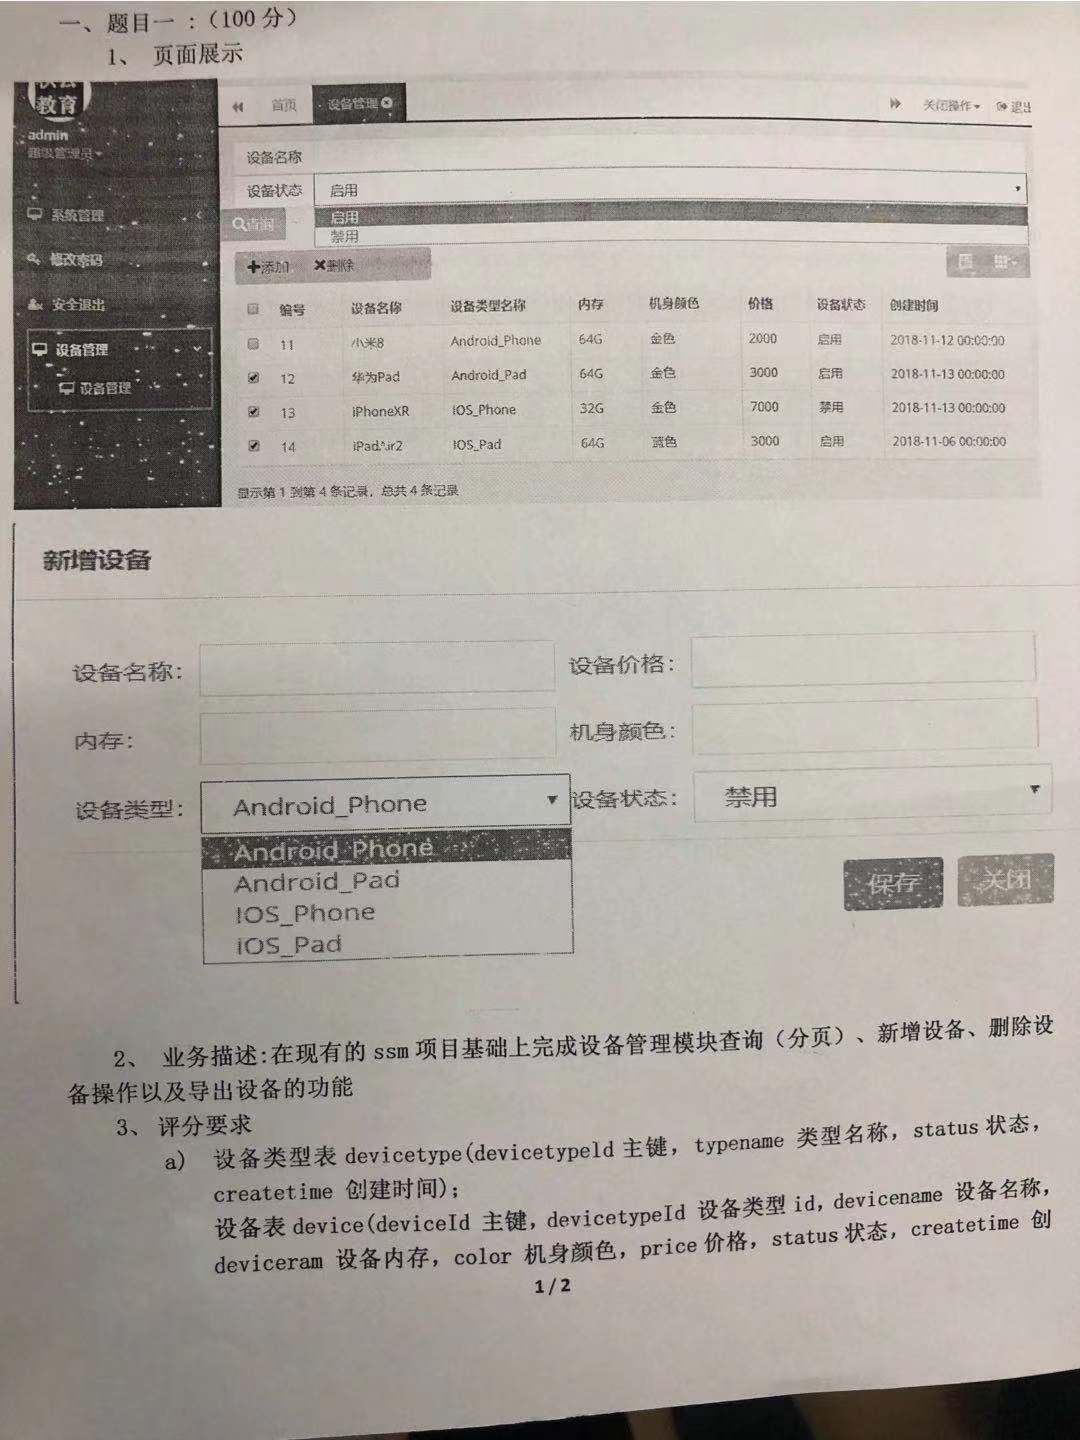 一、题目一 :（100 分）
1、 页面展示
教育
admin
超级管理员
首页 设备管理 关闭操作 退出
系统管理
修改密码
安全退出
设备管理
设备管理
设备名称
设备状态 启用
启用
禁用
查询
添加 删除
编号 设备名称 设备类型名称 内存 机身颜色 价格 设备状态 创建时间
11 小米8 Android_Phone 64G 金色 2000 启用 2018-11-12 00:00:00
12 华为Pad Android_Pad 64G 金色 3000 启用 2018-11-13 00:00:00
13 iPhoneXR IOS_Phone 32G 金色 7000 禁用 2018-11-13 00:00:00
14 IOS_Pad 64G 蓝色 3000 启用 2018-11-06 00:00:00
显示第 1 到第 4 条记录，总共 4 条记录
新增设备
设备名称： 设备价格：
内存： 机身颜色：
设备类型： Android_Phone 设备状态： 禁用
Android_Phone
Android_Pad
IOS_Phone
IOS_Pad
保存 关闭
2、 业务描述:在现有的 ssm 项目基础上完成设备管理模块查询（分页）、新增设备、删除设
备操作以及导出设备的功能
3、 评分要求
a) 设备类型表 devicetype(devicetypeld 主键，typename 类型名称，status 状态，
createtime 创建时间);
设备表 device(deviceId 主键，devicetypeId 设备类型 id，devicename 设备名称，
deviceram 设备内存，color 机身颜色，price 价格，status 状态，createtime 创
1 / 2